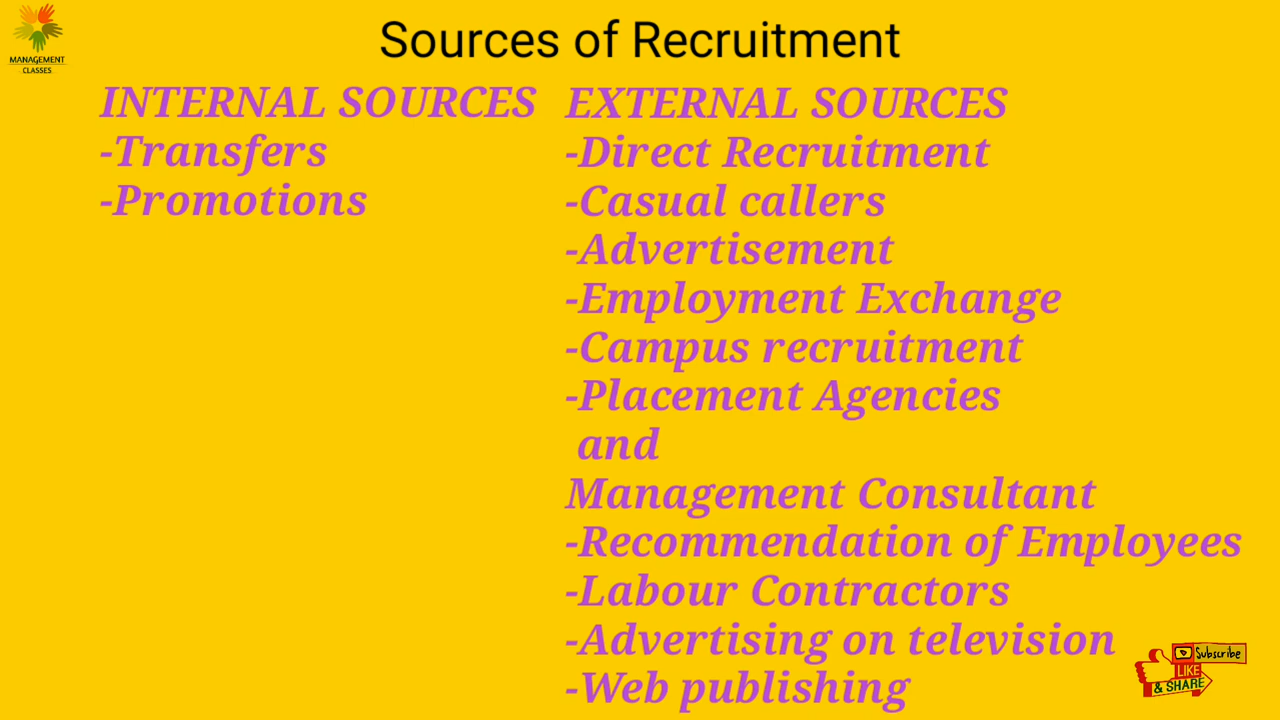 MANAGEMENT
CLASSES
Sources of Recruitment
INTERNAL SOURCES
-Transfers
-Promotions
EXTERNAL SOURCES
-Direct Recruitment
-Casual callers
-Advertisement
-Employment Exchange
-Campus recruitment
-Placement Agencies
and
Management Consultant
-Recommendation of Employees
-Labour Contractors
-Advertising on television
-Web publishing
Subscribe
LIKE
& SHARE